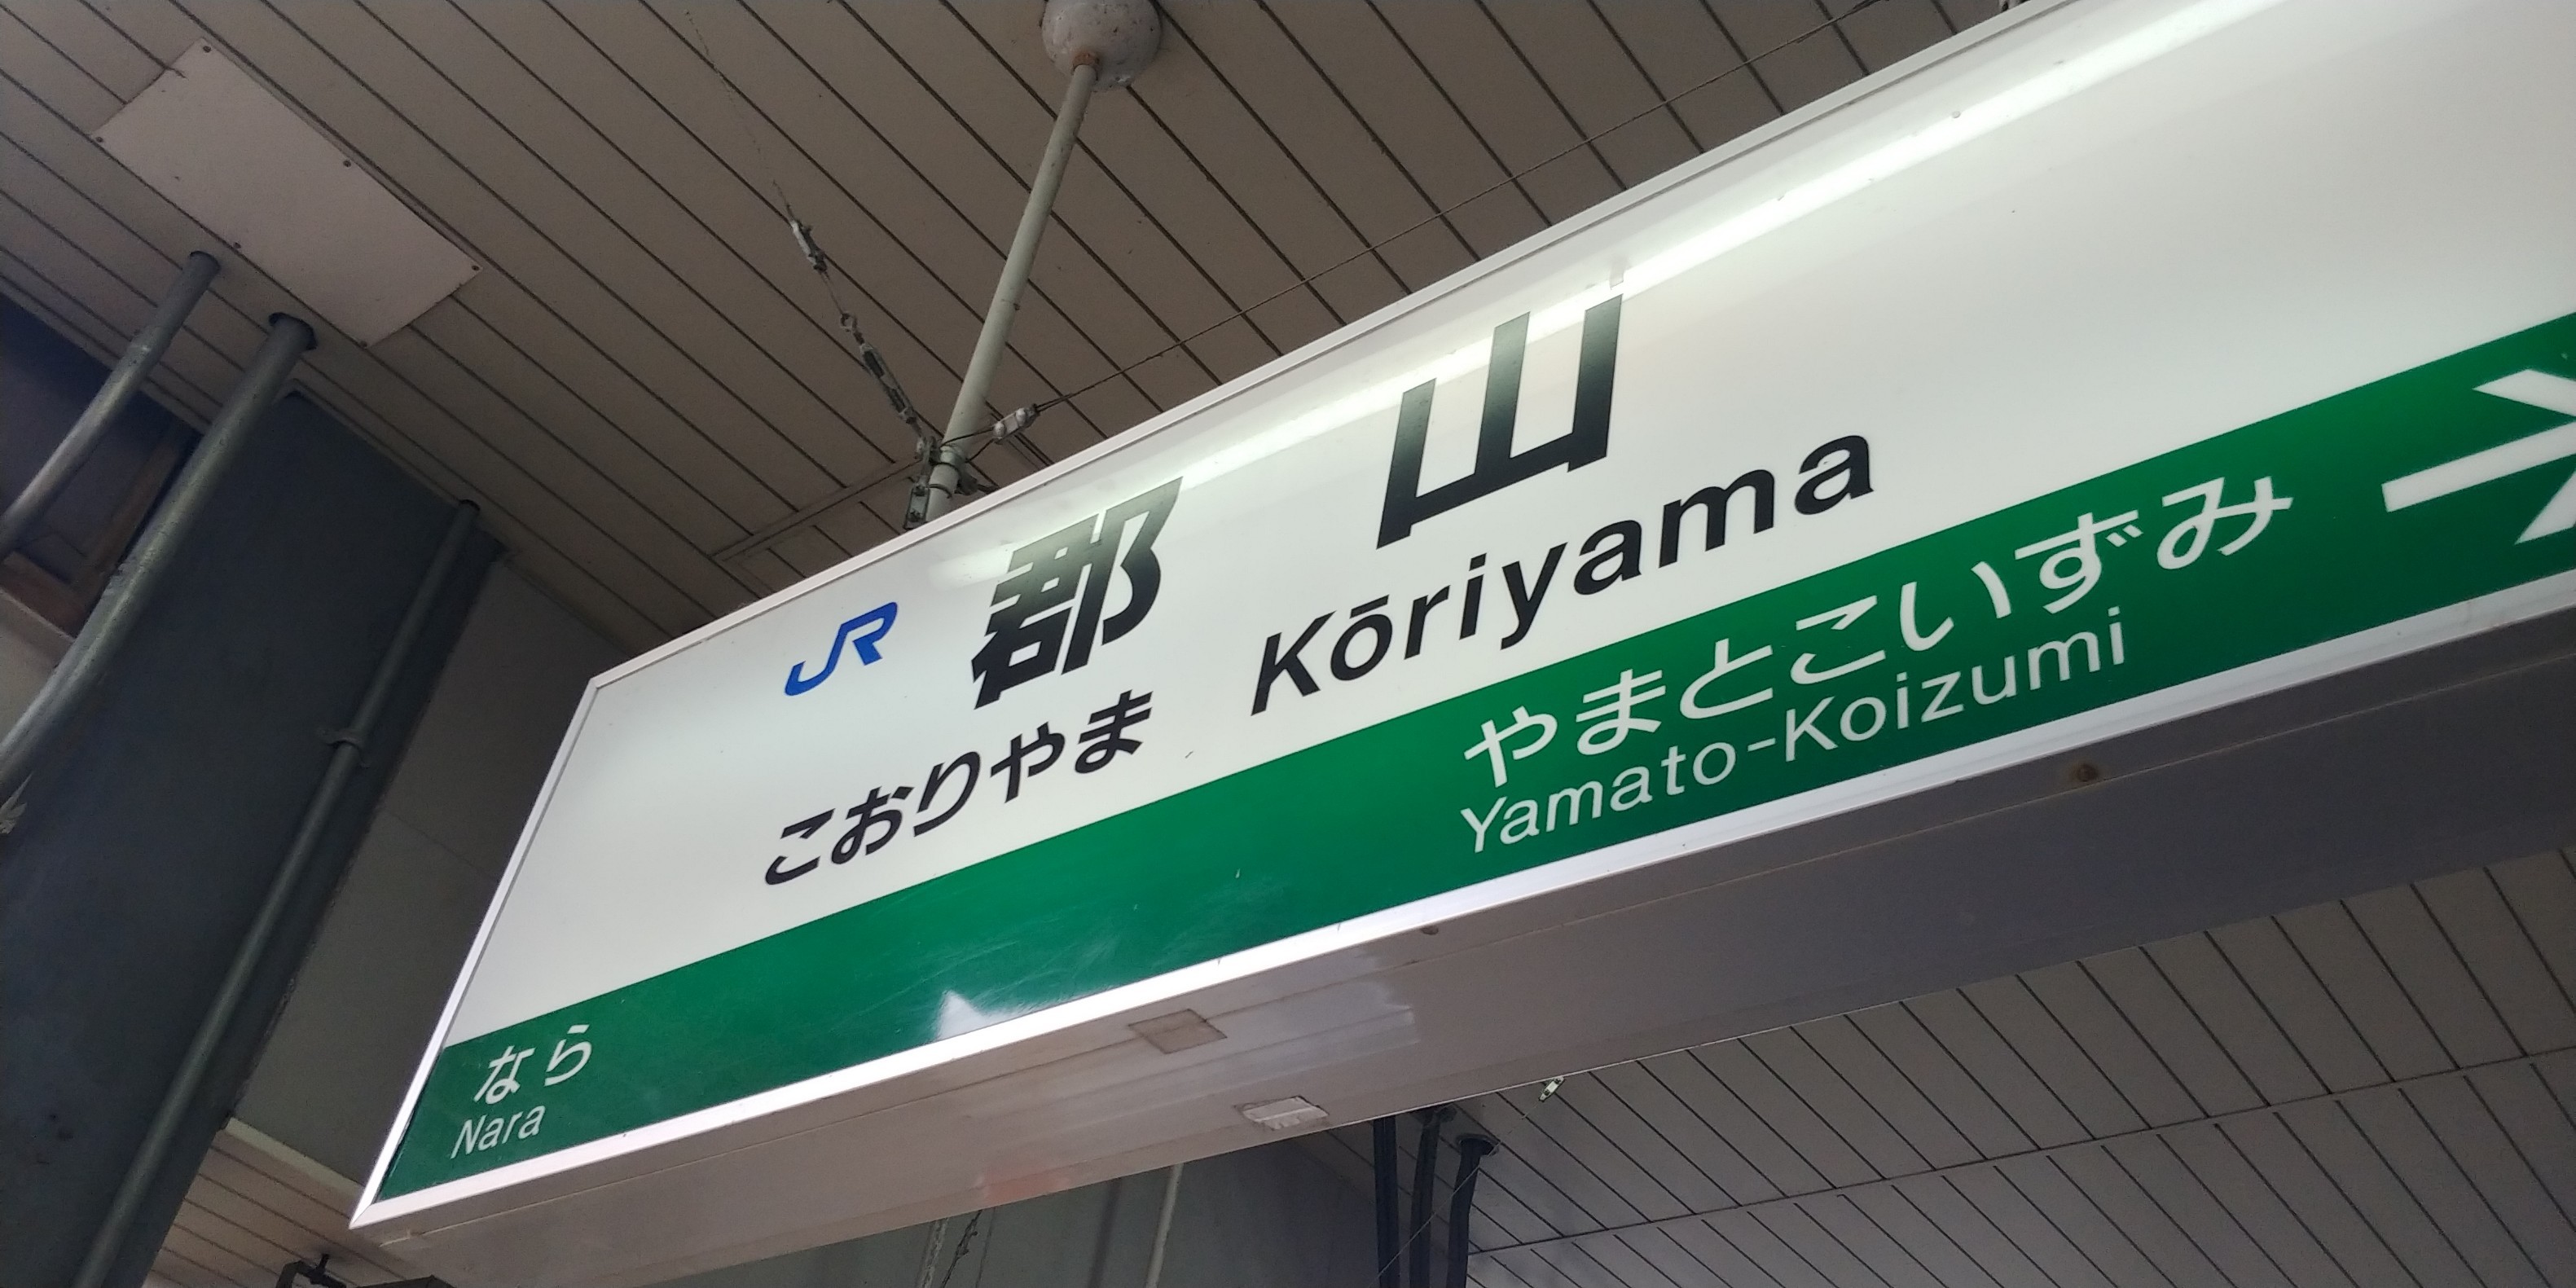 JR 郡山
こおりやま Kōriyama
やまとこいずみ →
Yamato-Koizumi
なら
Nara